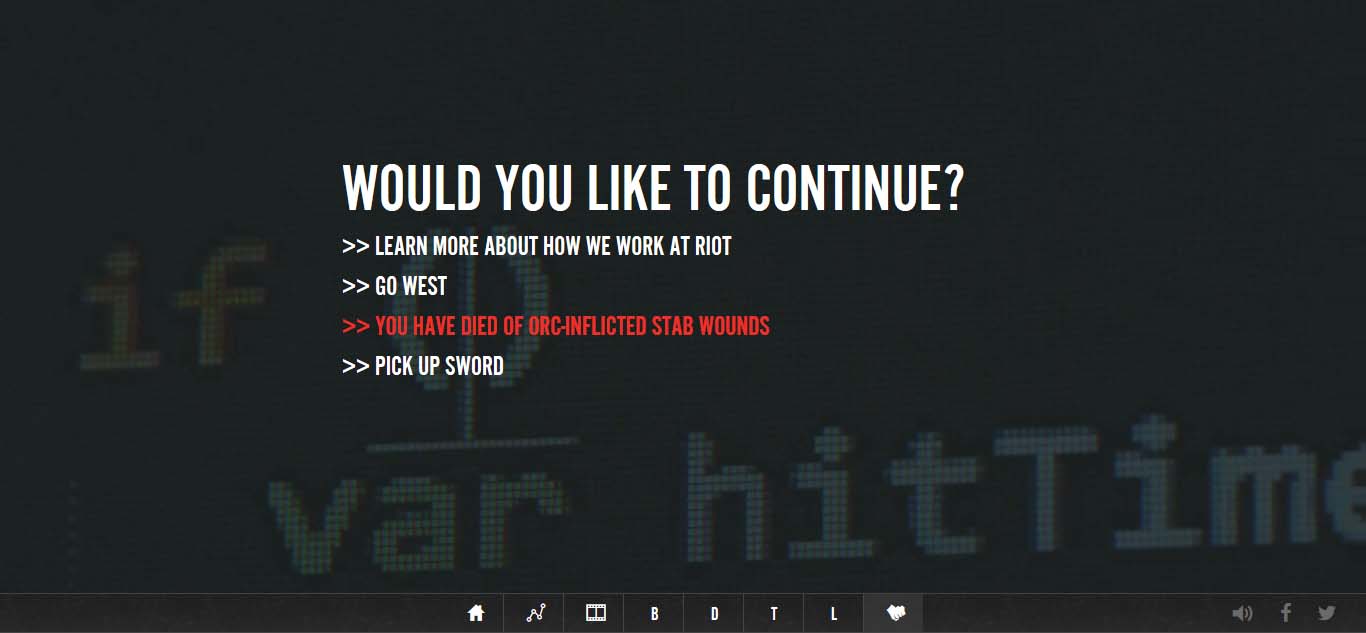 WOULD YOU LIKE TO CONTINUE?
>> LEARN MORE ABOUT HOW WE WORK AT RIOT
>> GO WEST
if ()
>> YOU HAVE DIED OF ORC-INFLICTED STAB WOUNDS
>> PICK UP SWORD
var hitTime
B D T L